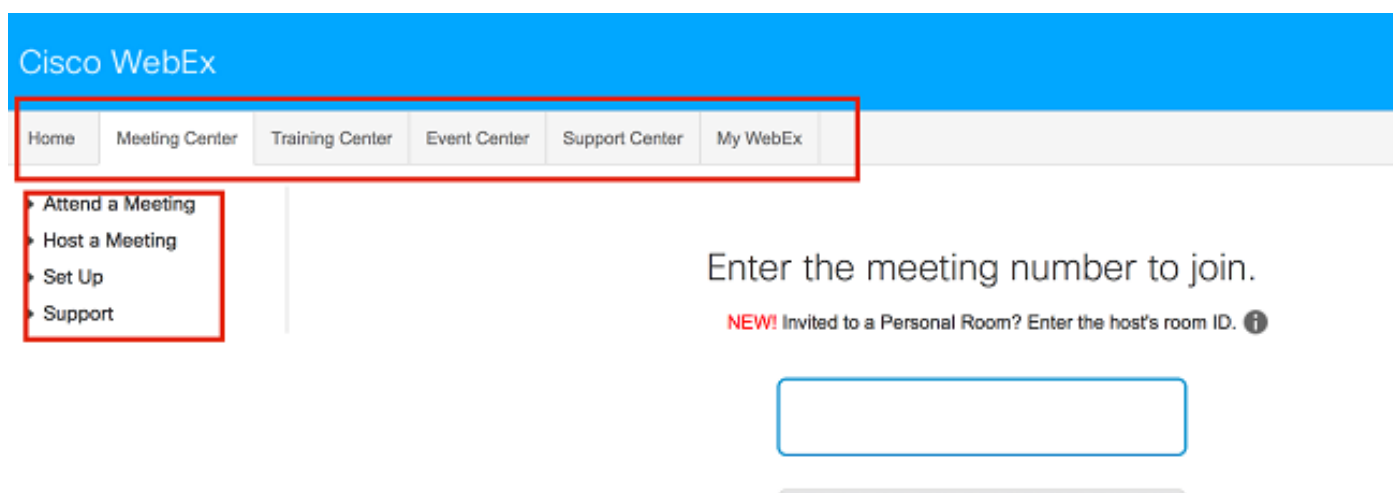 Cisco WebEx
Home Meeting Center Training Center Event Center Support Center My WebEx
Attend a Meeting
Host a Meeting
Set Up
Support
Enter the meeting number to join.
NEW! Invited to a Personal Room? Enter the host's room ID.